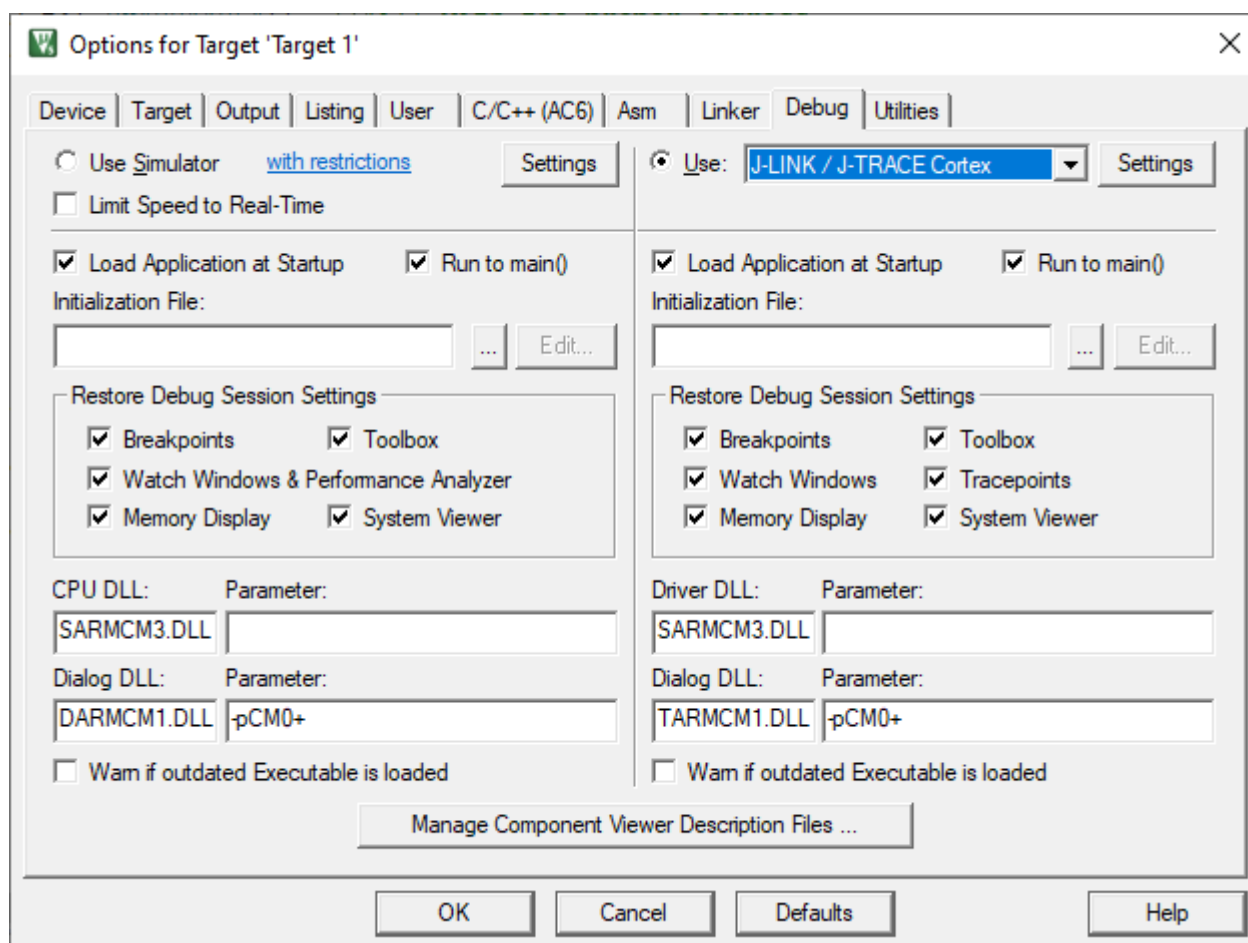 Options for Target 'Target 1'
Device Target Output Listing User C/C++ (AC6) Asm Linker Debug Utilities
Use Simulator with restrictions Settings
Limit Speed to Real-Time
Use: J-LINK / J-TRACE Cortex Settings
Load Application at Startup Run to main()
Initialization File:
... Edit...
Restore Debug Session Settings
Breakpoints Toolbox
Watch Windows & Performance Analyzer
Memory Display System Viewer
CPU DLL: Parameter:
SARMCM3.DLL
Dialog DLL: Parameter:
DARMCM1.DLL -pCM0+
Warn if outdated Executable is loaded
Load Application at Startup Run to main()
Initialization File:
... Edit...
Restore Debug Session Settings
Breakpoints Toolbox
Watch Windows Tracepoints
Memory Display System Viewer
Driver DLL: Parameter:
SARMCM3.DLL
Dialog DLL: Parameter:
TARMCM1.DLL -pCM0+
Warn if outdated Executable is loaded
Manage Component Viewer Description Files ...
OK Cancel Defaults Help